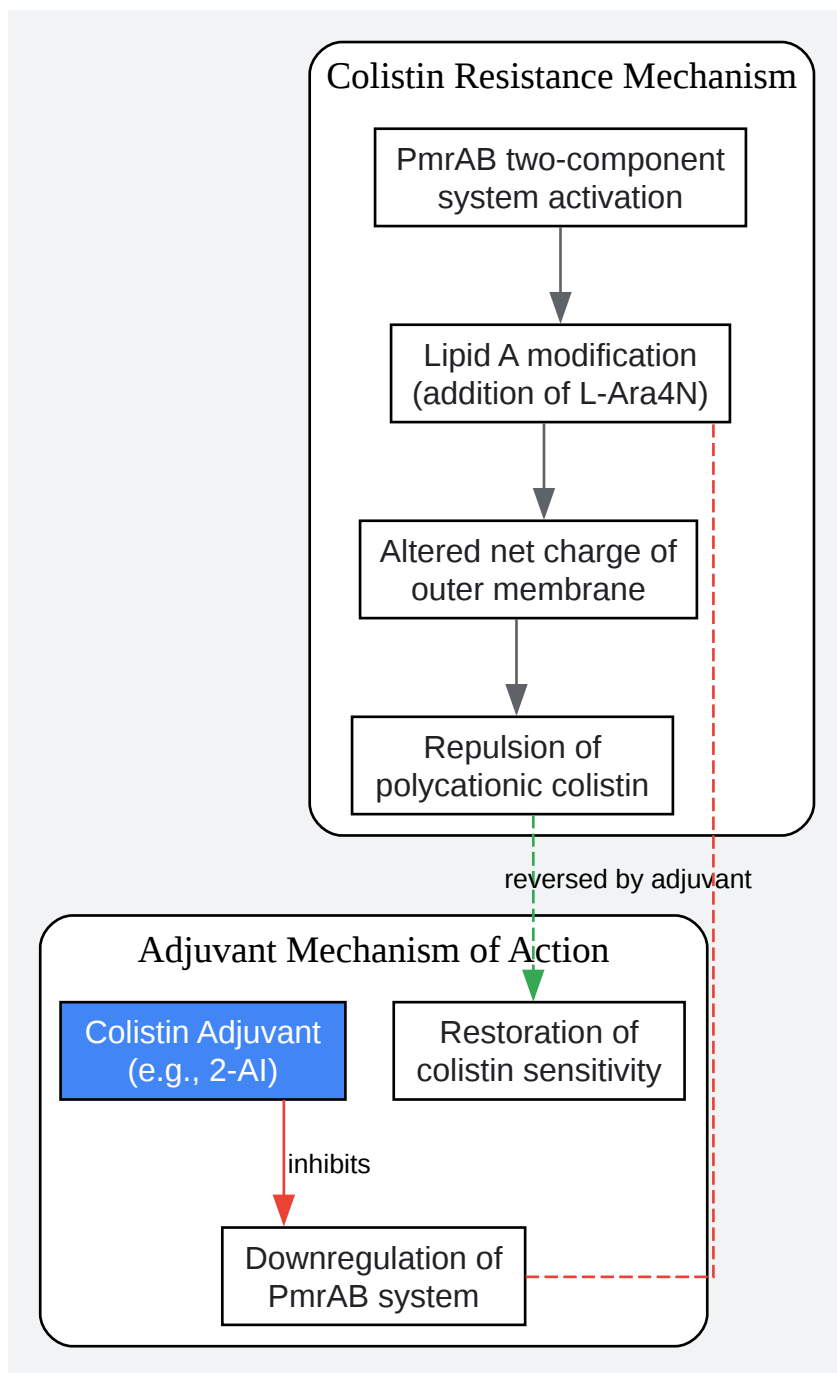 Colistin Resistance Mechanism
PmrAB two-component
system activation
Lipid A modification
(addition of L-Ara4N)
Altered net charge of
outer membrane
Repulsion of
polycationic colistin
reversed by adjuvant
Adjuvant Mechanism of Action
Colistin Adjuvant
(e.g., 2-AI)
Restoration of
colistin sensitivity
inhibits
Downregulation of
PmrAB system